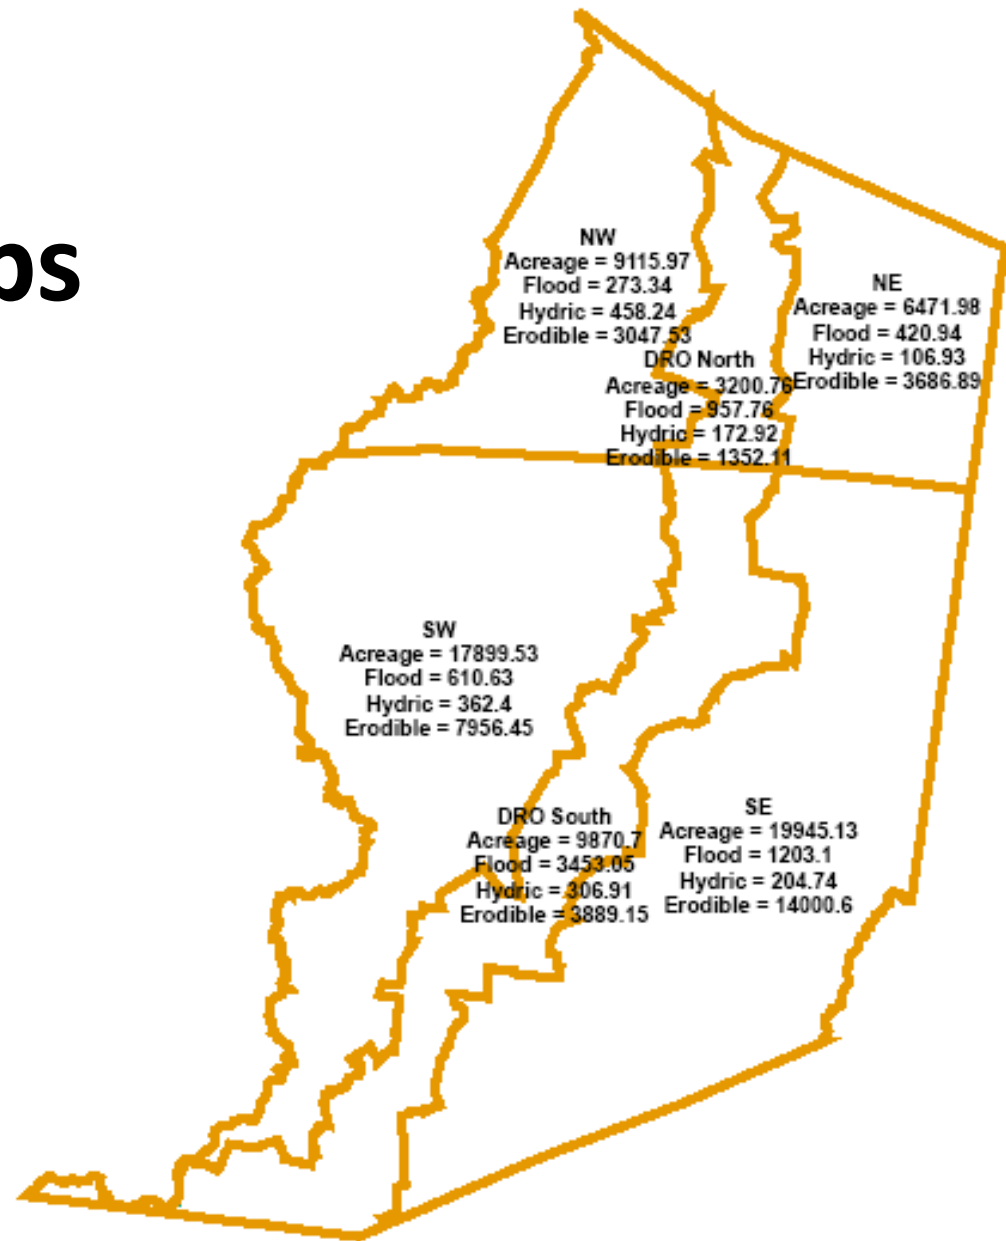 ps
NW
Acreage = 9115.97
Flood = 273.34
Hydric = 458.24
Erodible = 3047.53
NE
Acreage = 6471.98
Flood = 420.94
Hydric = 106.93
Erodible = 3686.89
DRO North
Acreage = 3200.76
Flood = 957.76
Hydric = 172.92
Erodible = 1352.11
SW
Acreage = 17899.53
Flood = 610.63
Hydric = 362.4
Erodible = 7956.45
DRO South
Acreage = 9870.7
Flood = 3453.05
Hydric = 306.91
Erodible = 3889.15
SE
Acreage = 19945.13
Flood = 1203.1
Hydric = 204.74
Erodible = 14000.6